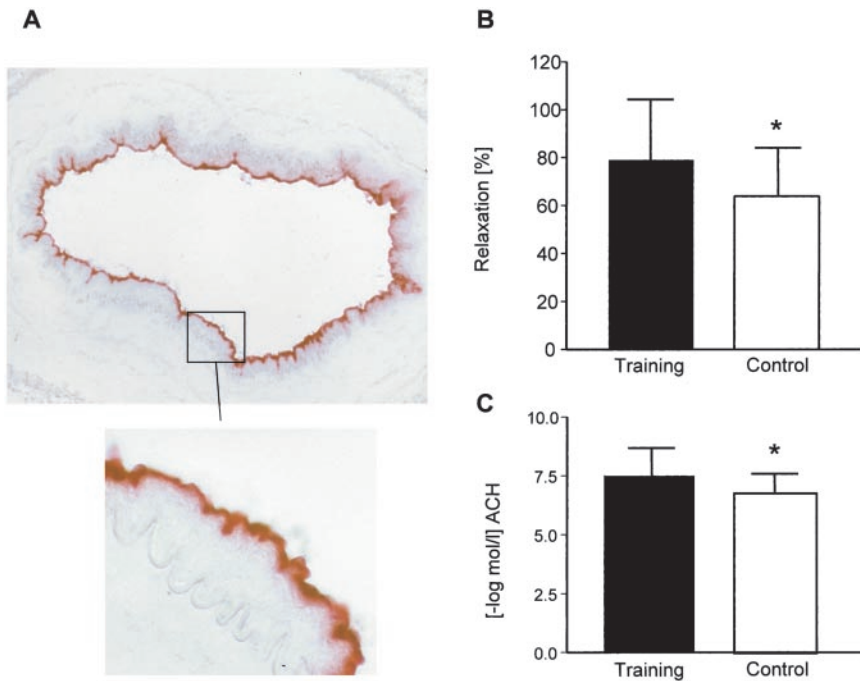 A
B
Relaxation [%]
120
100
80
60
40
20
0
*
Training Control
C
[-log mol/l] ACH
10.0
7.5
5.0
2.5
0.0
*
Training Control